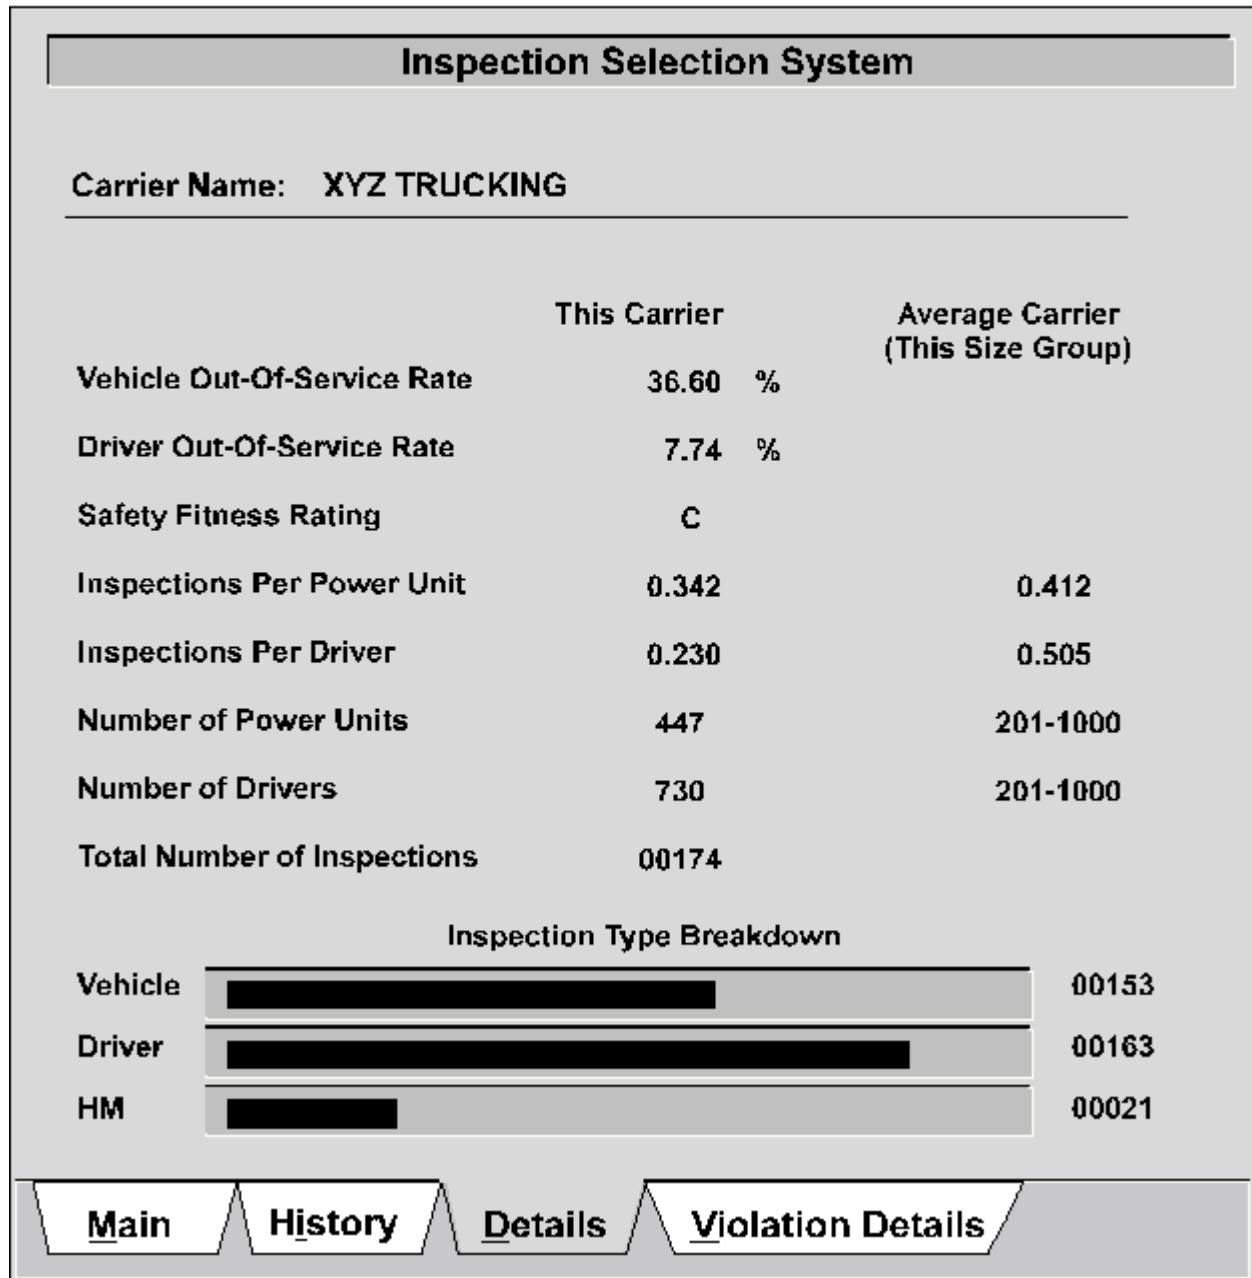 Inspection Selection System
Carrier Name: XYZ TRUCKING
This Carrier Average Carrier
(This Size Group)
Vehicle Out-Of-Service Rate 36.60 %
Driver Out-Of-Service Rate 7.74 %
Safety Fitness Rating C
Inspections Per Power Unit 0.342 0.412
Inspections Per Driver 0.230 0.505
Number of Power Units 447 201-1000
Number of Drivers 730 201-1000
Total Number of Inspections 00174
Inspection Type Breakdown
Vehicle 00153
Driver 00163
HM 00021
Main History Details Violation Details